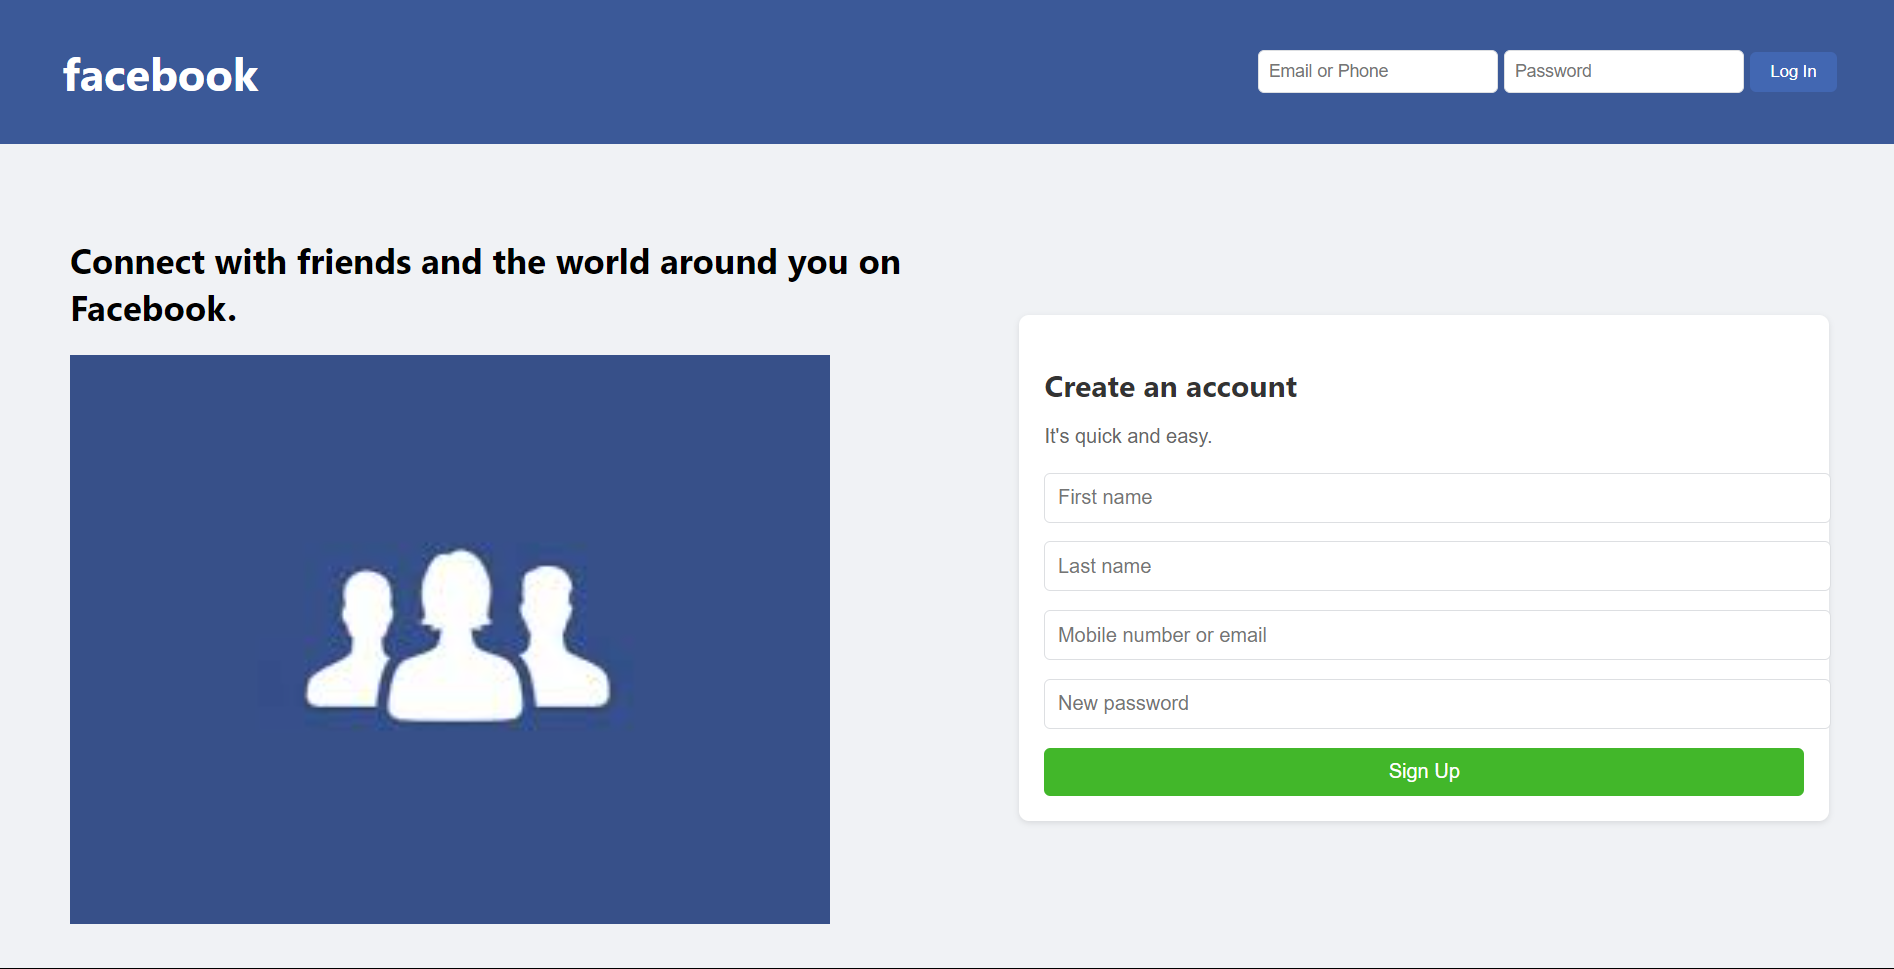 facebook
Email or Phone
Password
Log In
Connect with friends and the world around you on
Facebook.
Create an account
It's quick and easy.
First name
Last name
Mobile number or email
New password
Sign Up